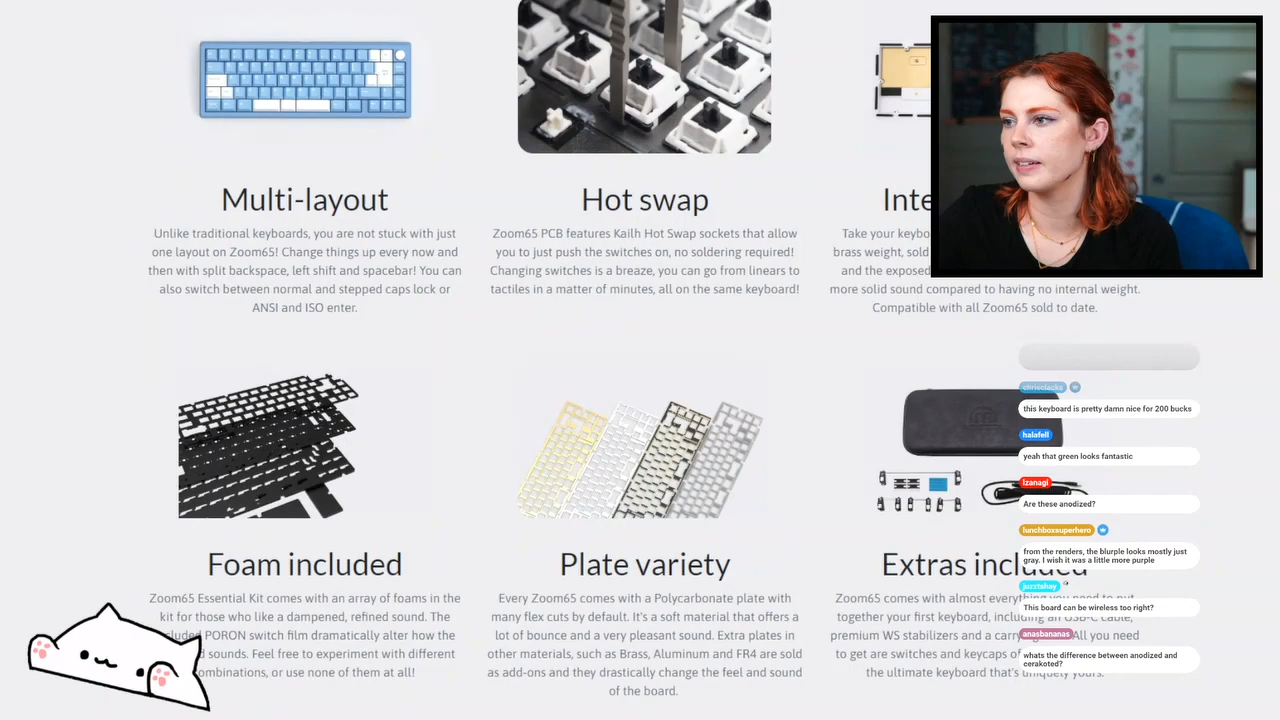 Multi-layout
Unlike traditional keyboards, you are not stuck with just
one layout on Zoom65! Change things up every now and
then with split backspace, left shift and spacebar! You can
also switch between normal and stepped caps lock or
ANSI and ISO enter.
Hot swap
Zoom65 PCB features Kailh Hot Swap sockets that allow
you to just push the switches on, no soldering required!
Changing switches is a breeze, you can go from linears to
tactiles in a matter of minutes, all on the same keyboard!
Inte
Take your keybo
brass weight, sold
and the exposed
more solid sound compared to having no internal weight.
Compatible with all Zoom65 sold to date.
Foam included
Zoom65 Essential Kit comes with
y of foams in the
kit for those who like a dampened, refined sound. The
cluded PORON switch film dramatically alter how the
d sounds. Feel free to experiment with different
ombinations, or use none of them at all!
Plate variety
Every Zoom65 comes with a Polycarbonate plate with
many flex cuts by default. It's a soft material that offers a
lot of bounce and a very pleasant sound. Extra plates in
other materials, such as Brass, Aluminum and FR4 are sold
as add-ons and they drastically change the feel and sound
of the board.
Extras included
Zoom65 comes with almost everything you need to put
together your first keyboard, including an USB-C cable,
premium WS stabilizers and a carry
All you need
to get are switches and keycaps
the ultimate keyboard that's uniquely yours.
chrisclacks
this keyboard is pretty damn nice for 200 bucks
halafell
yeah that green looks fantastic
Izanagi
Are these anodized?
lunchboxsuperhero
from the renders, the blurple looks mostly just
gray. I wish it was a little more purple
juzztshay
This board can be wireless too right?
anasbananas
whats the difference between anodized and
cerakoted?